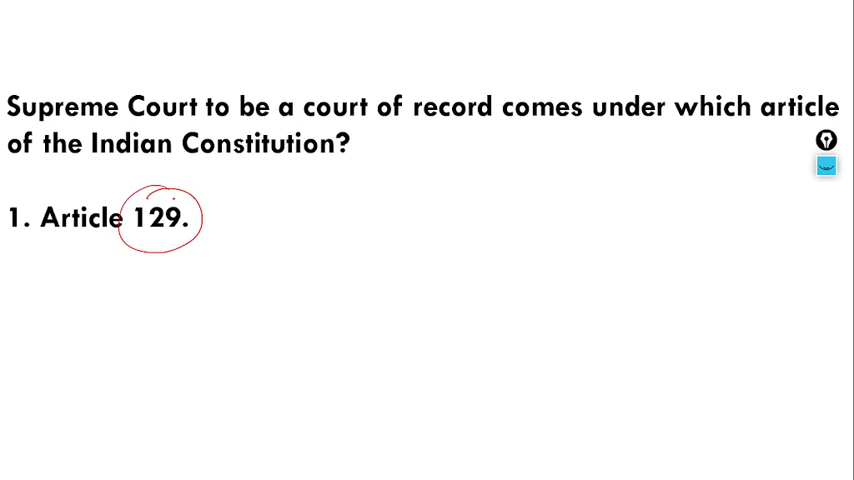 Supreme Court to be a court of record comes under which article
of the Indian Constitution?
1. Article 129.